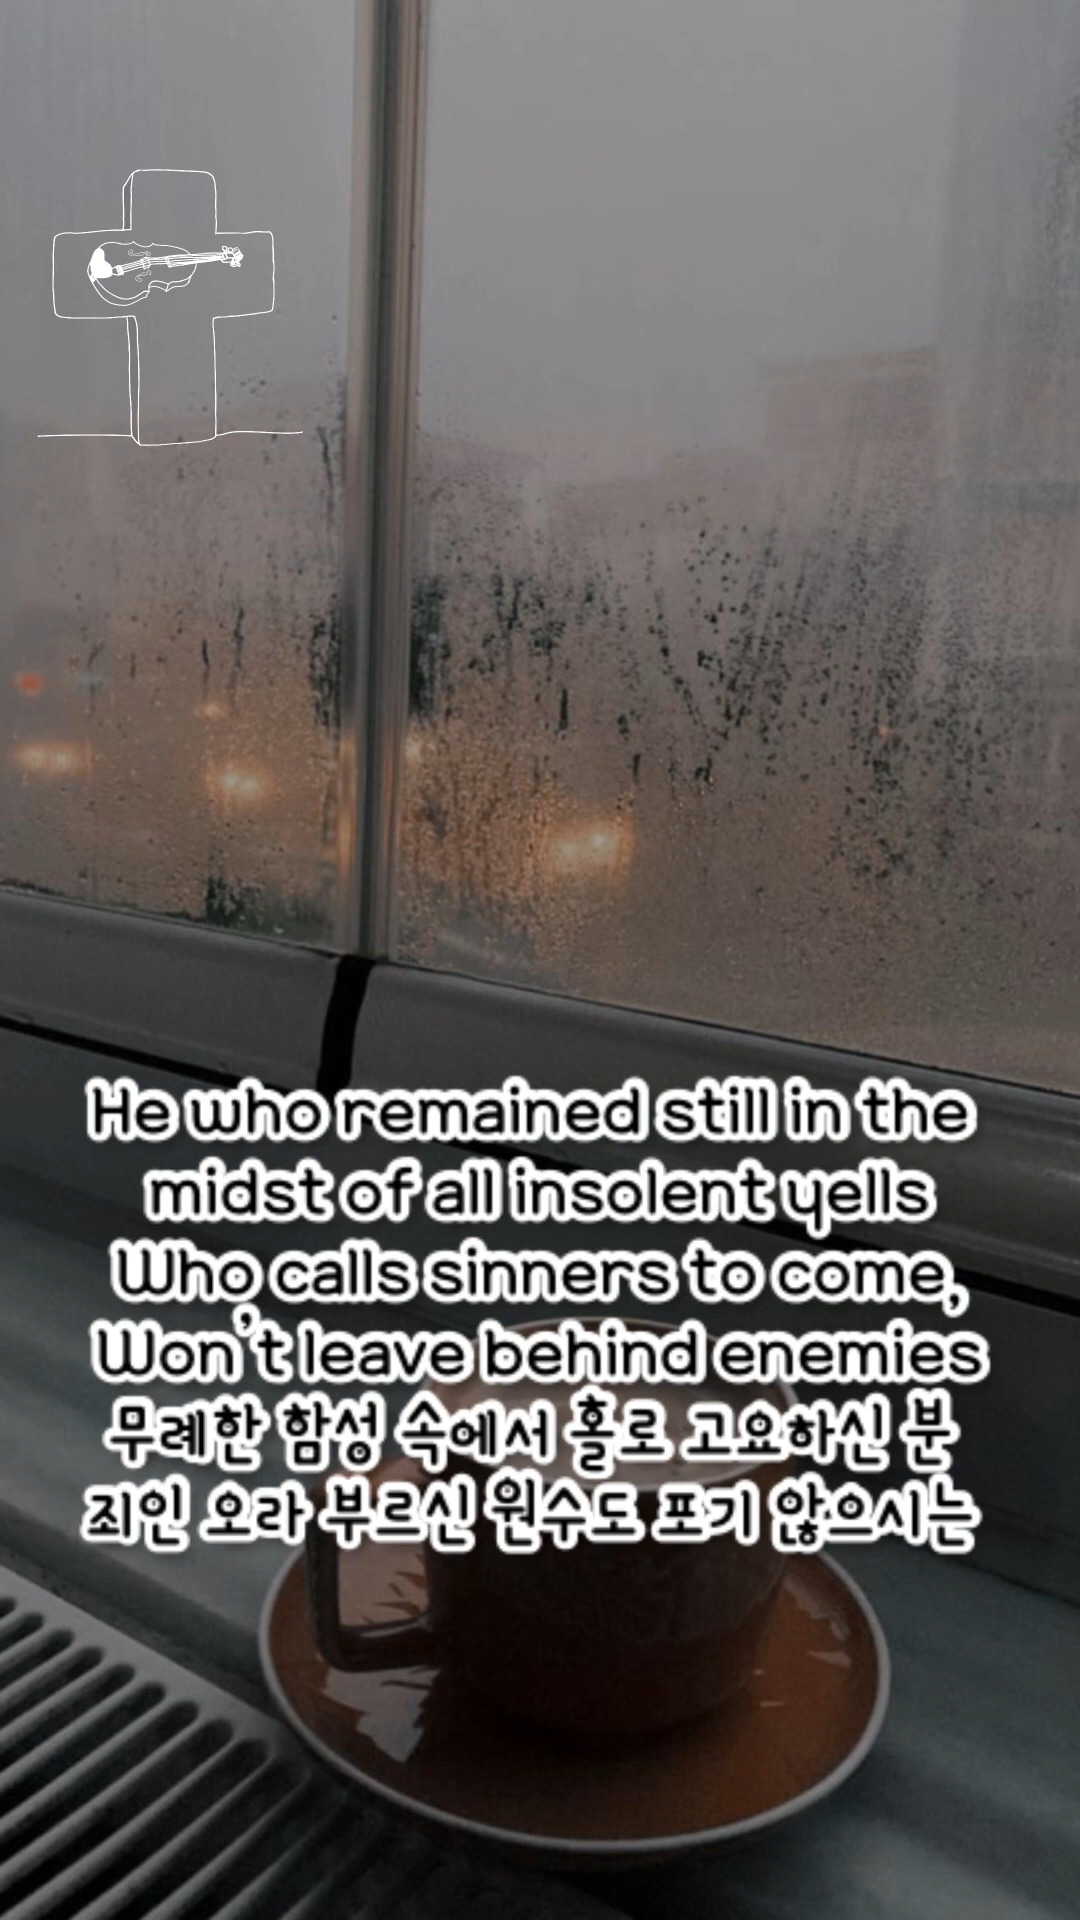 He who remained still in the
midst of all insolent yells
Who calls sinners to come,
Won't leave behind enemies
무례한 함성 속에서 홀로 고요하신 분
죄인 오라 부르신 원수도 포기 않으시는